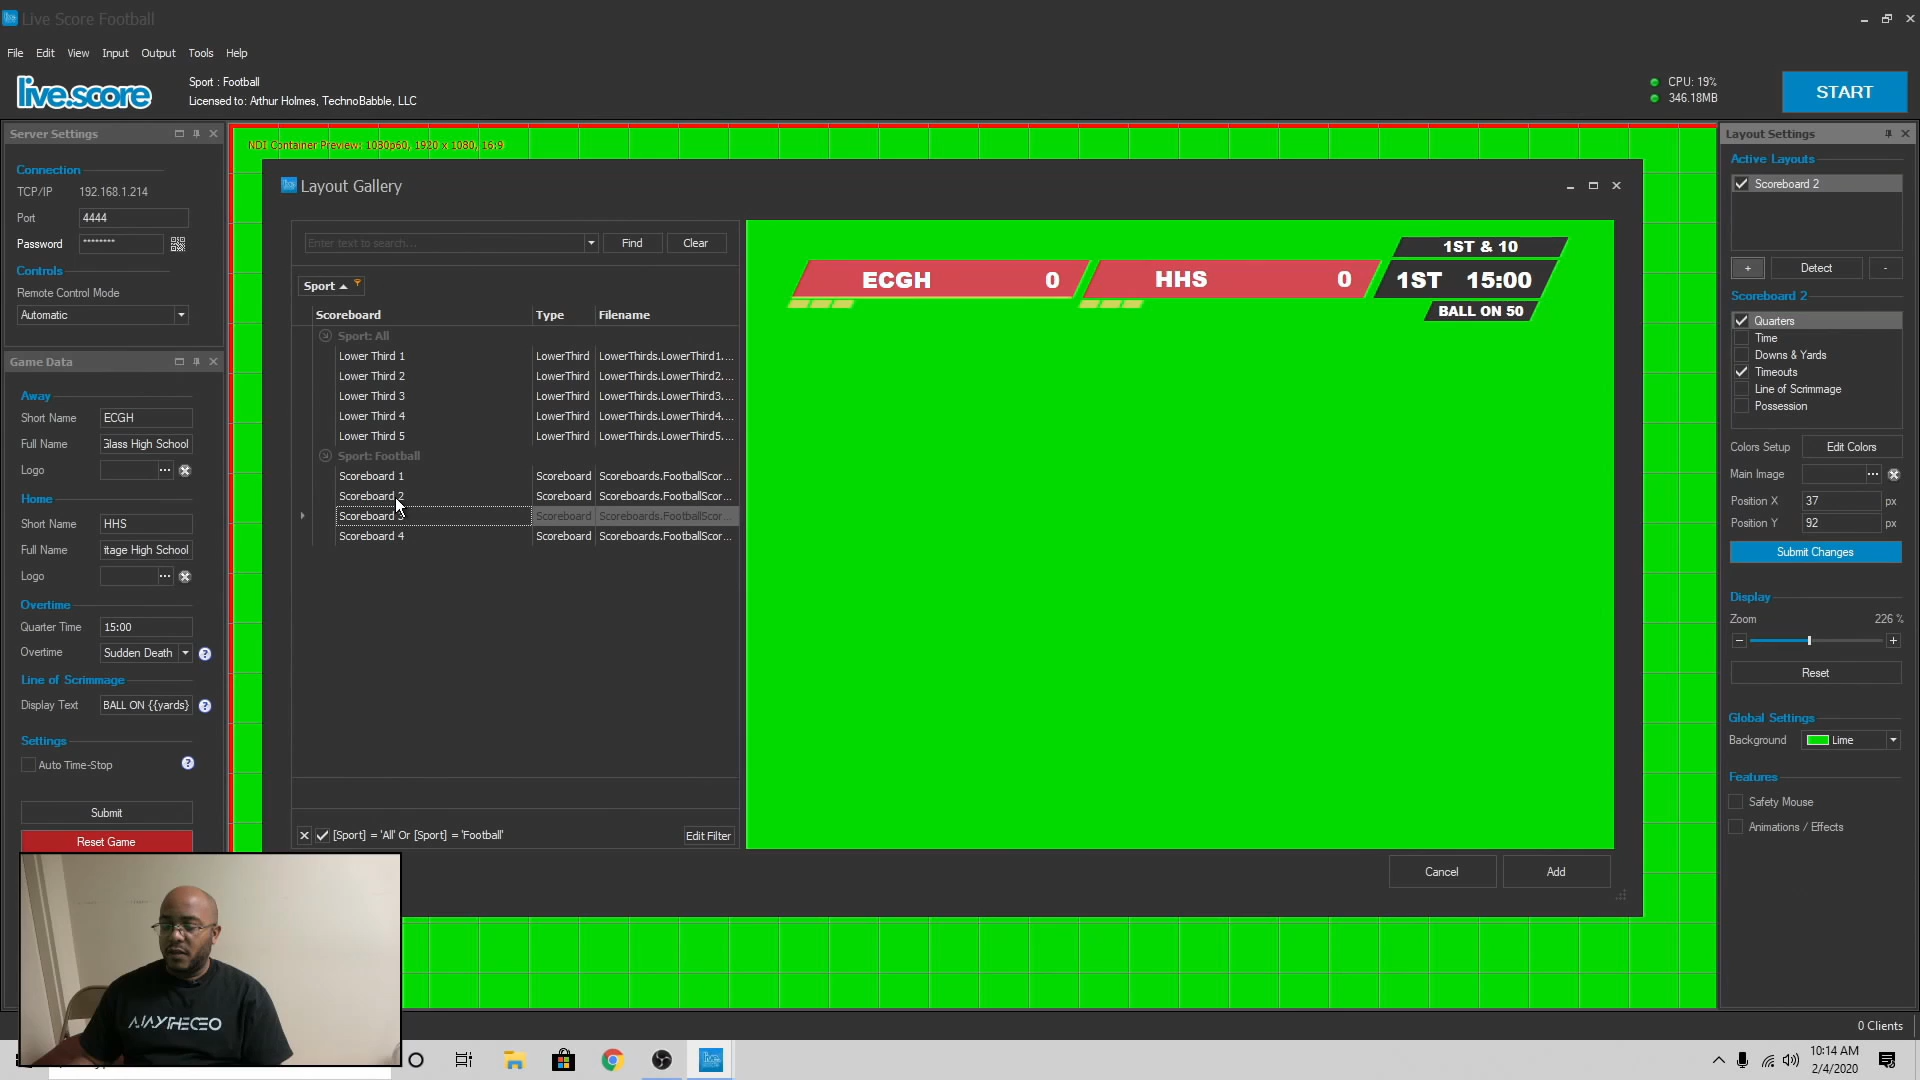 Live Score Football
File Edit View Input Output Tools Help
live.score
Sport : Football
Licensed to: Arthur Holmes, TechnoBabble, LLC
CPU: 19%
346.18MB
START
Server Settings
Connection
TCP/IP 192.168.1.214
Port 4444
Password ********
Controls
Remote Control Mode
Automatic
Game Data
Away
Short Name ECGH
Full Name Glass High School
Logo ...
Home
Short Name HHS
Full Name itage High School
Logo ...
Overtime
Quarter Time 15:00
Overtime Sudden Death ?
Line of Scrimmage
Display Text BALL ON {{yards} ?
Settings
Auto Time-Stop ?
Submit
Reset Game
NDI Container Preview: 1080p60, 1920 x 1080, 16:9
Layout Gallery
Enter text to search... Find Clear
Sport
Scoreboard Type Filename
Sport: All
Lower Third 1 LowerThird LowerThirds.LowerThird1....
Lower Third 2 LowerThird LowerThirds.LowerThird2....
Lower Third 3 LowerThird LowerThirds.LowerThird3....
Lower Third 4 LowerThird LowerThirds.LowerThird4....
Lower Third 5 LowerThird LowerThirds.LowerThird5....
Sport: Football
Scoreboard 1 Scoreboard Scoreboards.FootballScor...
Scoreboard 2 Scoreboard Scoreboards.FootballScor...
Scoreboard 3 Scoreboard Scoreboards.FootballScor...
Scoreboard 4 Scoreboard Scoreboards.FootballScor...
[Sport] = 'All' Or [Sport] = 'Football' Edit Filter
1ST & 10
ECGH 0 HHS 0 1ST 15:00
BALL ON 50
Cancel Add
Layout Settings
Active Layouts
Scoreboard 2
+ Detect -
Scoreboard 2
Quarters
Time
Downs & Yards
Timeouts
Line of Scrimmage
Possession
Colors Setup Edit Colors
Main Image ...
Position X 37 px
Position Y 92 px
Submit Changes
Display
Zoom 226 %
Reset
Global Settings
Background Lime
Features
Safety Mouse
Animations / Effects
AJAYTHECEO
0 Clients
10:14 AM
2/4/2020